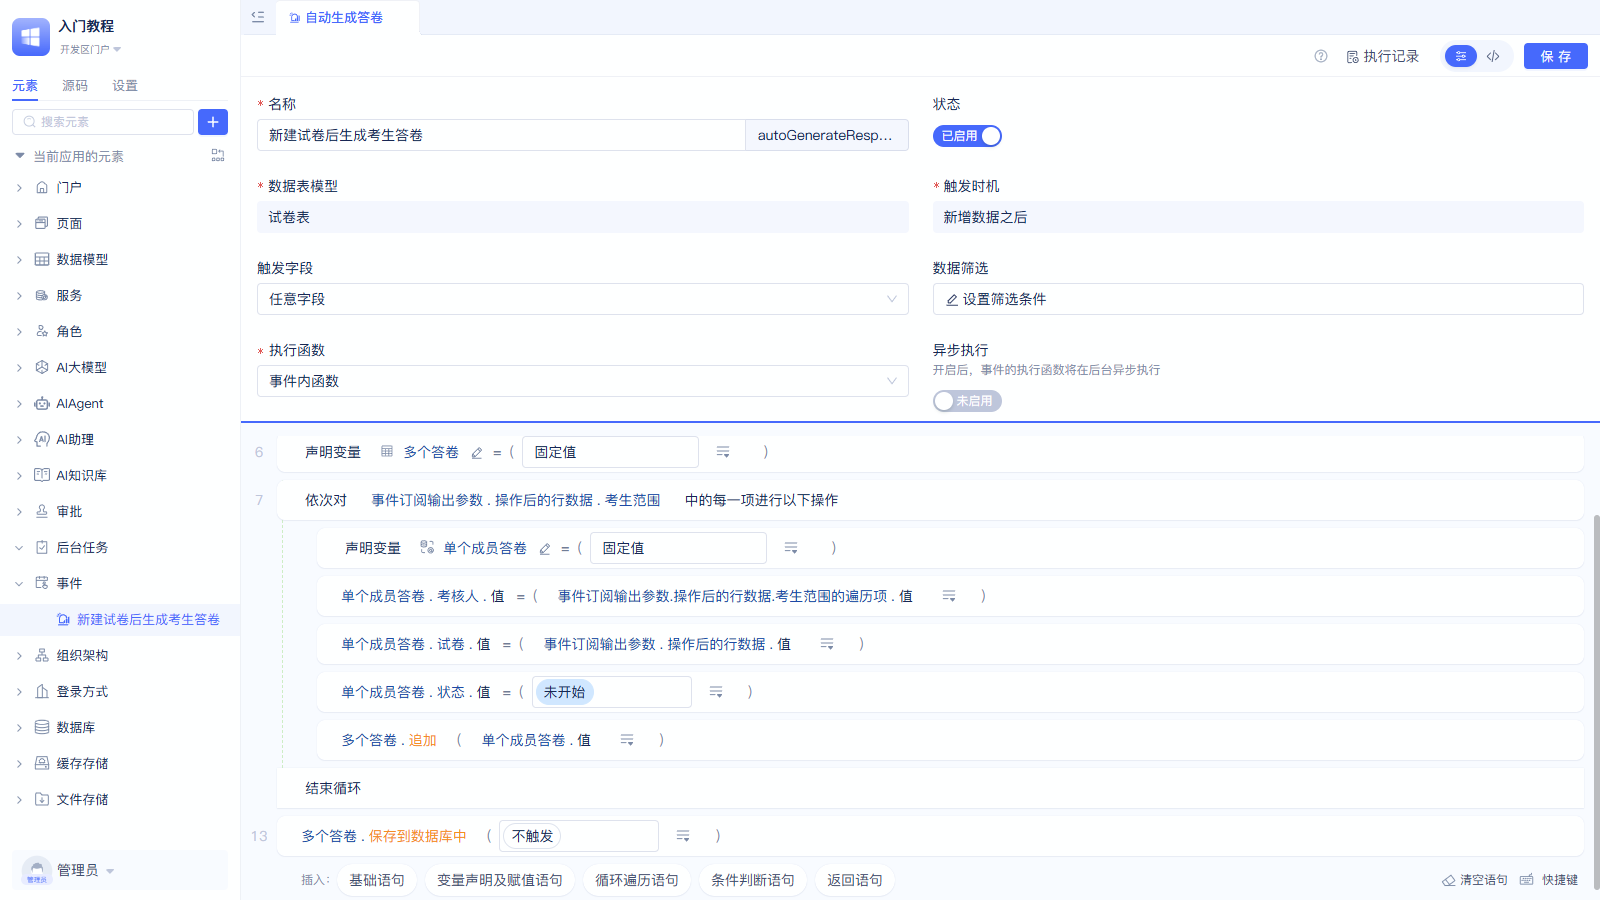 入门教程
开发区门户
元素 源码 设置
搜索元素
当前应用的元素
门户
页面
数据模型
服务
角色
AI大模型
AIAgent
AI助理
AI知识库
审批
后台任务
事件
新建试卷后生成考生答卷
组织架构
登录方式
数据库
缓存存储
文件存储
管理员
管理员
自动生成答卷
执行记录
保 存
* 名称
新建试卷后生成考生答卷 autoGenerateResp...
状态
已启用
* 数据表模型
试卷表
* 触发时机
新增数据之后
触发字段
任意字段
数据筛选
设置筛选条件
* 执行函数
事件内函数
异步执行
开启后，事件的执行函数将在后台异步执行
未启用
6 声明变量 多个答卷 = ( 固定值 )
7 依次对 事件订阅输出参数 . 操作后的行数据 . 考生范围 中的每一项进行以下操作
声明变量 单个成员答卷 = ( 固定值 )
单个成员答卷 . 考核人 . 值 = ( 事件订阅输出参数.操作后的行数据.考生范围的遍历项 . 值 )
单个成员答卷 . 试卷 . 值 = ( 事件订阅输出参数 . 操作后的行数据 . 值 )
单个成员答卷 . 状态 . 值 = ( 未开始 )
多个答卷 . 追加 ( 单个成员答卷 . 值 )
结束循环
13 多个答卷 . 保存到数据库中 ( 不触发 )
插入： 基础语句 变量声明及赋值语句 循环遍历语句 条件判断语句 返回语句
清空语句 快捷键